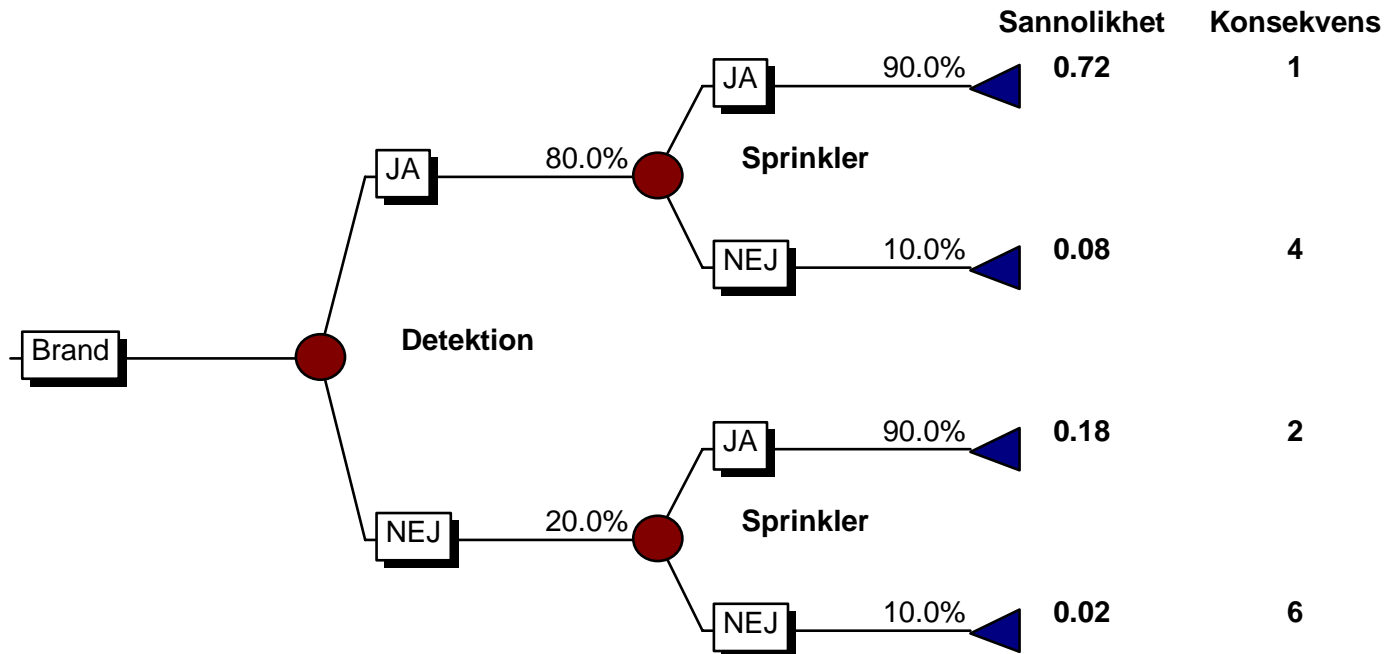 Sannolikhet Konsekvens
JA 90.0% 0.72 1
JA 80.0% Sprinkler
NEJ 10.0% 0.08 4
Brand Detektion
JA 90.0% 0.18 2
NEJ 20.0% Sprinkler
NEJ 10.0% 0.02 6